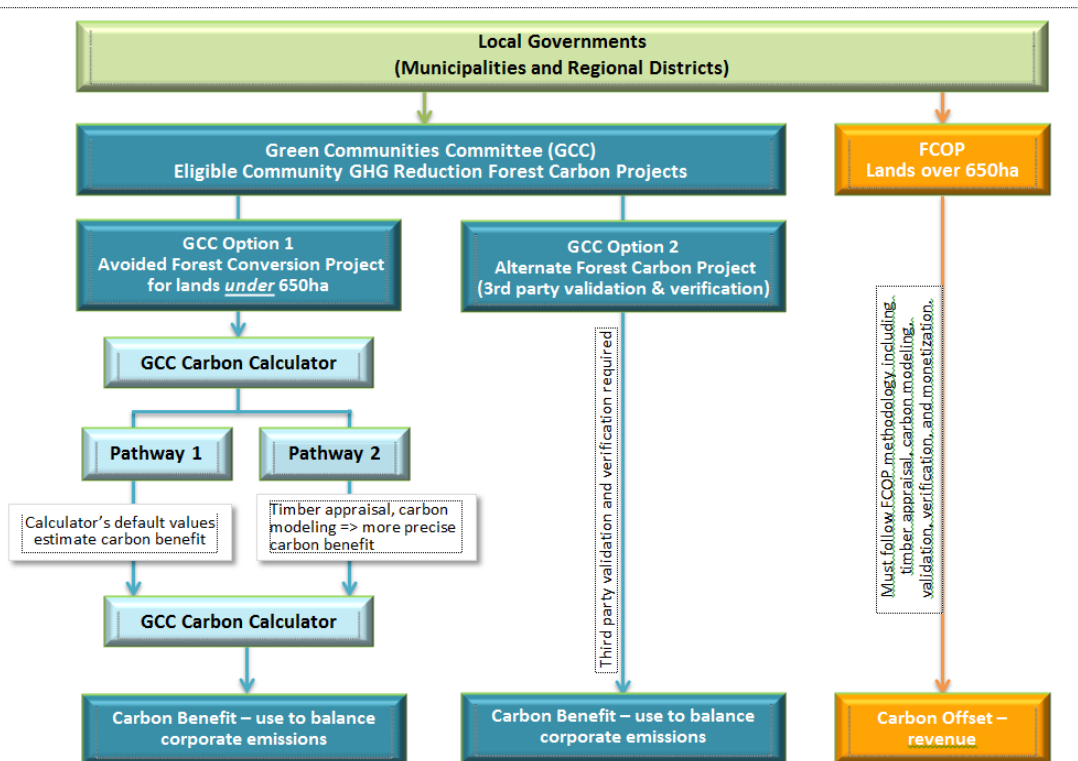 Local Governments
(Municipalities and Regional Districts)
Green Communities Committee (GCC)
Eligible Community GHG Reduction Forest Carbon Projects
FCOP
Lands over 650ha
GCC Option 1
Avoided Forest Conversion Project
for lands under 650ha
GCC Option 2
Alternate Forest Carbon Project
(3rd party validation & verification)
GCC Carbon Calculator
Pathway 1
Pathway 2
Calculator's default values
estimate carbon benefit
Timber appraisal, carbon
modeling => more precise
carbon benefit
GCC Carbon Calculator
Third party validation and verification required
Must follow FCOP methodology including
timber appraisal, carbon modeling,
validation, verification, and monetization.
Carbon Benefit – use to balance
corporate emissions
Carbon Benefit – use to balance
corporate emissions
Carbon Offset –
revenue